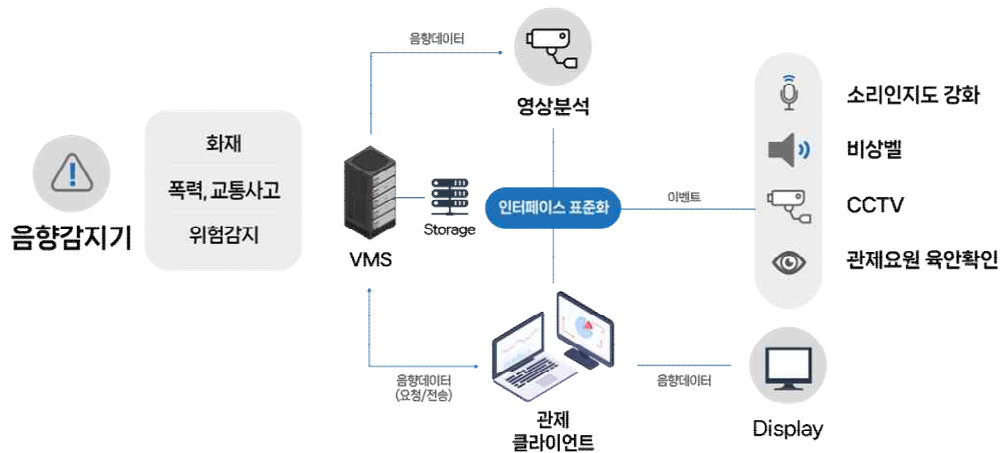 음향감지기
화재
폭력, 교통사고
위험감지
음향데이터
영상분석
VMS
Storage
인터페이스 표준화
이벤트
소리인지도 강화
비상벨
CCTV
관제요원 육안확인
음향데이터
(요청/전송)
관제
클라이언트
음향데이터
Display